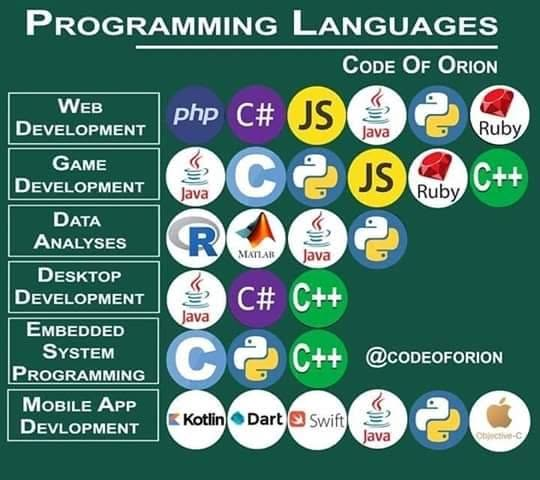 PROGRAMMING LANGUAGES
CODE OF ORION
WEB DEVELOPMENT
php C# JS Java Ruby
GAME DEVELOPMENT
Java C JS Ruby C++
DATA ANALYSES
R MATLAB Java
DESKTOP DEVELOPMENT
Java C# C++
EMBEDDED SYSTEM PROGRAMMING
C C++ @CODEOFORION
MOBILE APP DEVLOPMENT
Kotlin Dart Swift Java Objective-C